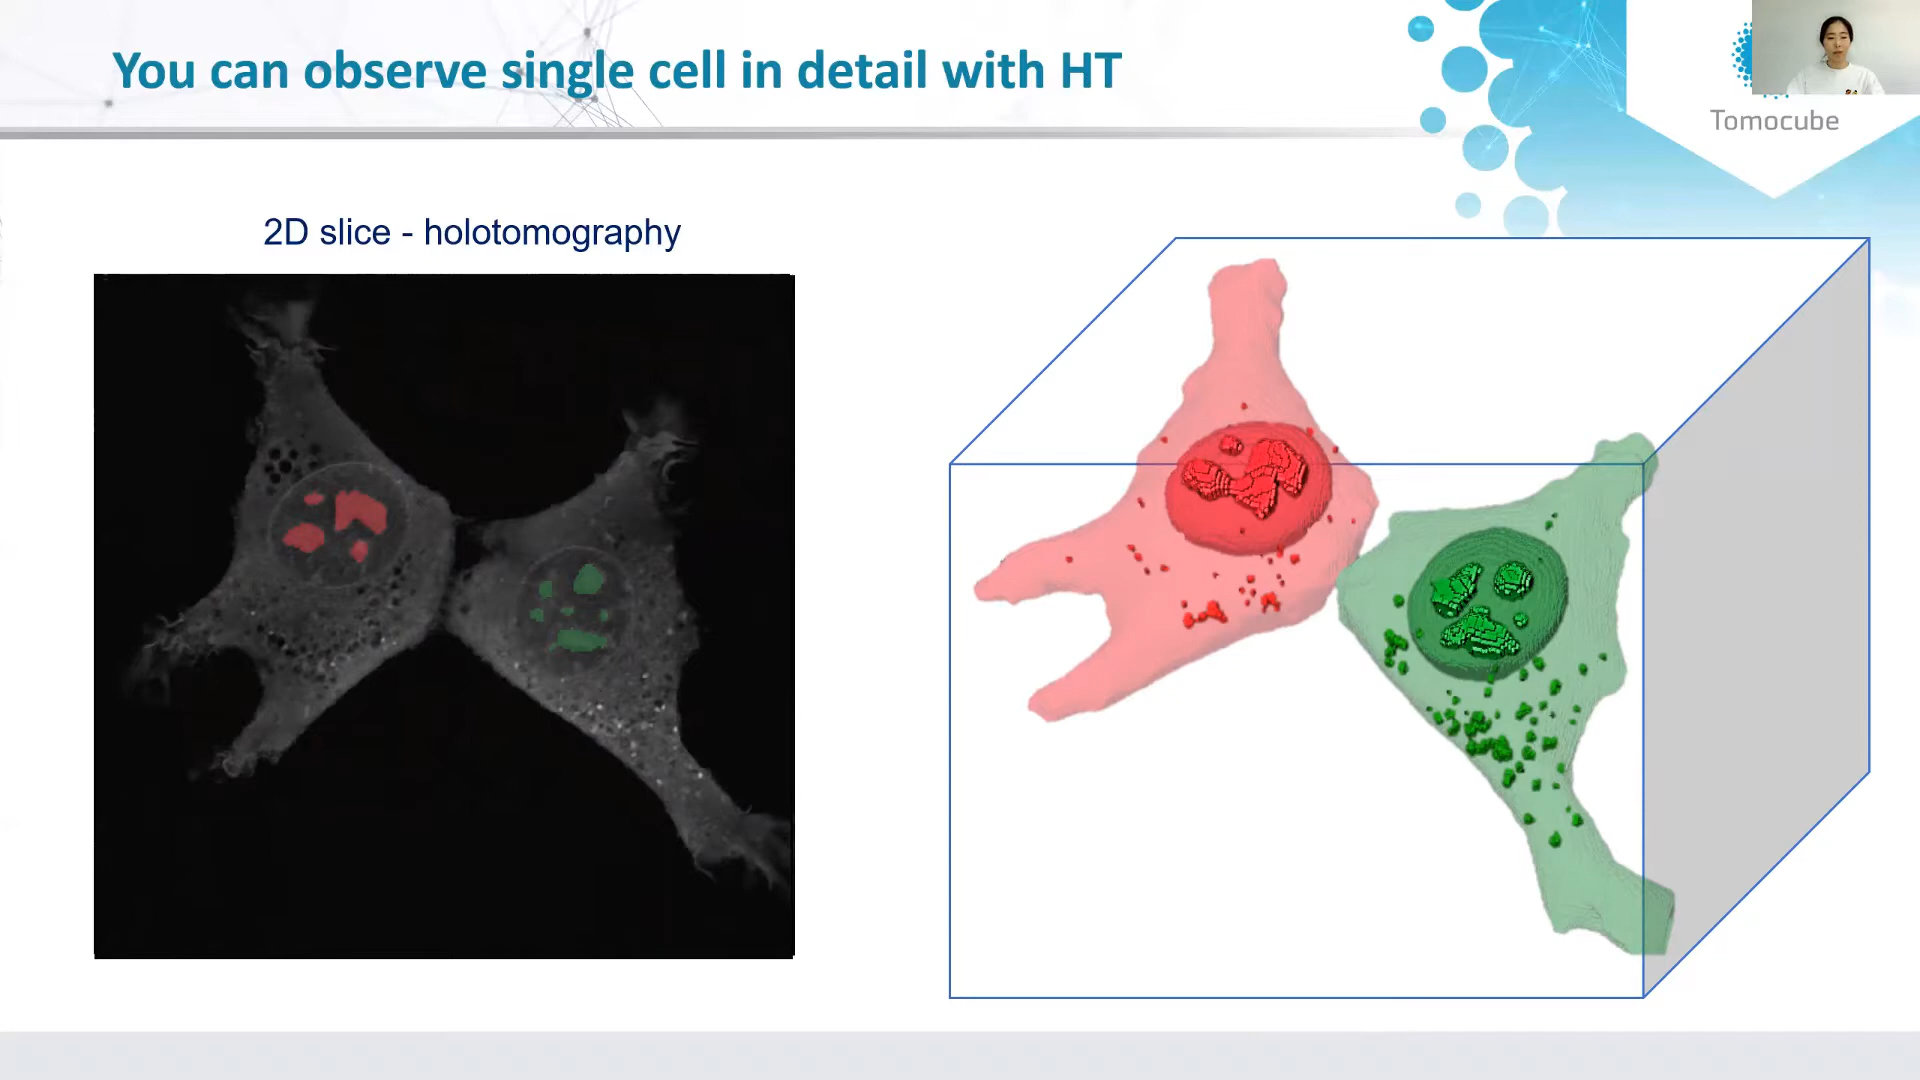 You can observe single cell in detail with HT
Tomocube
2D slice - holotomography